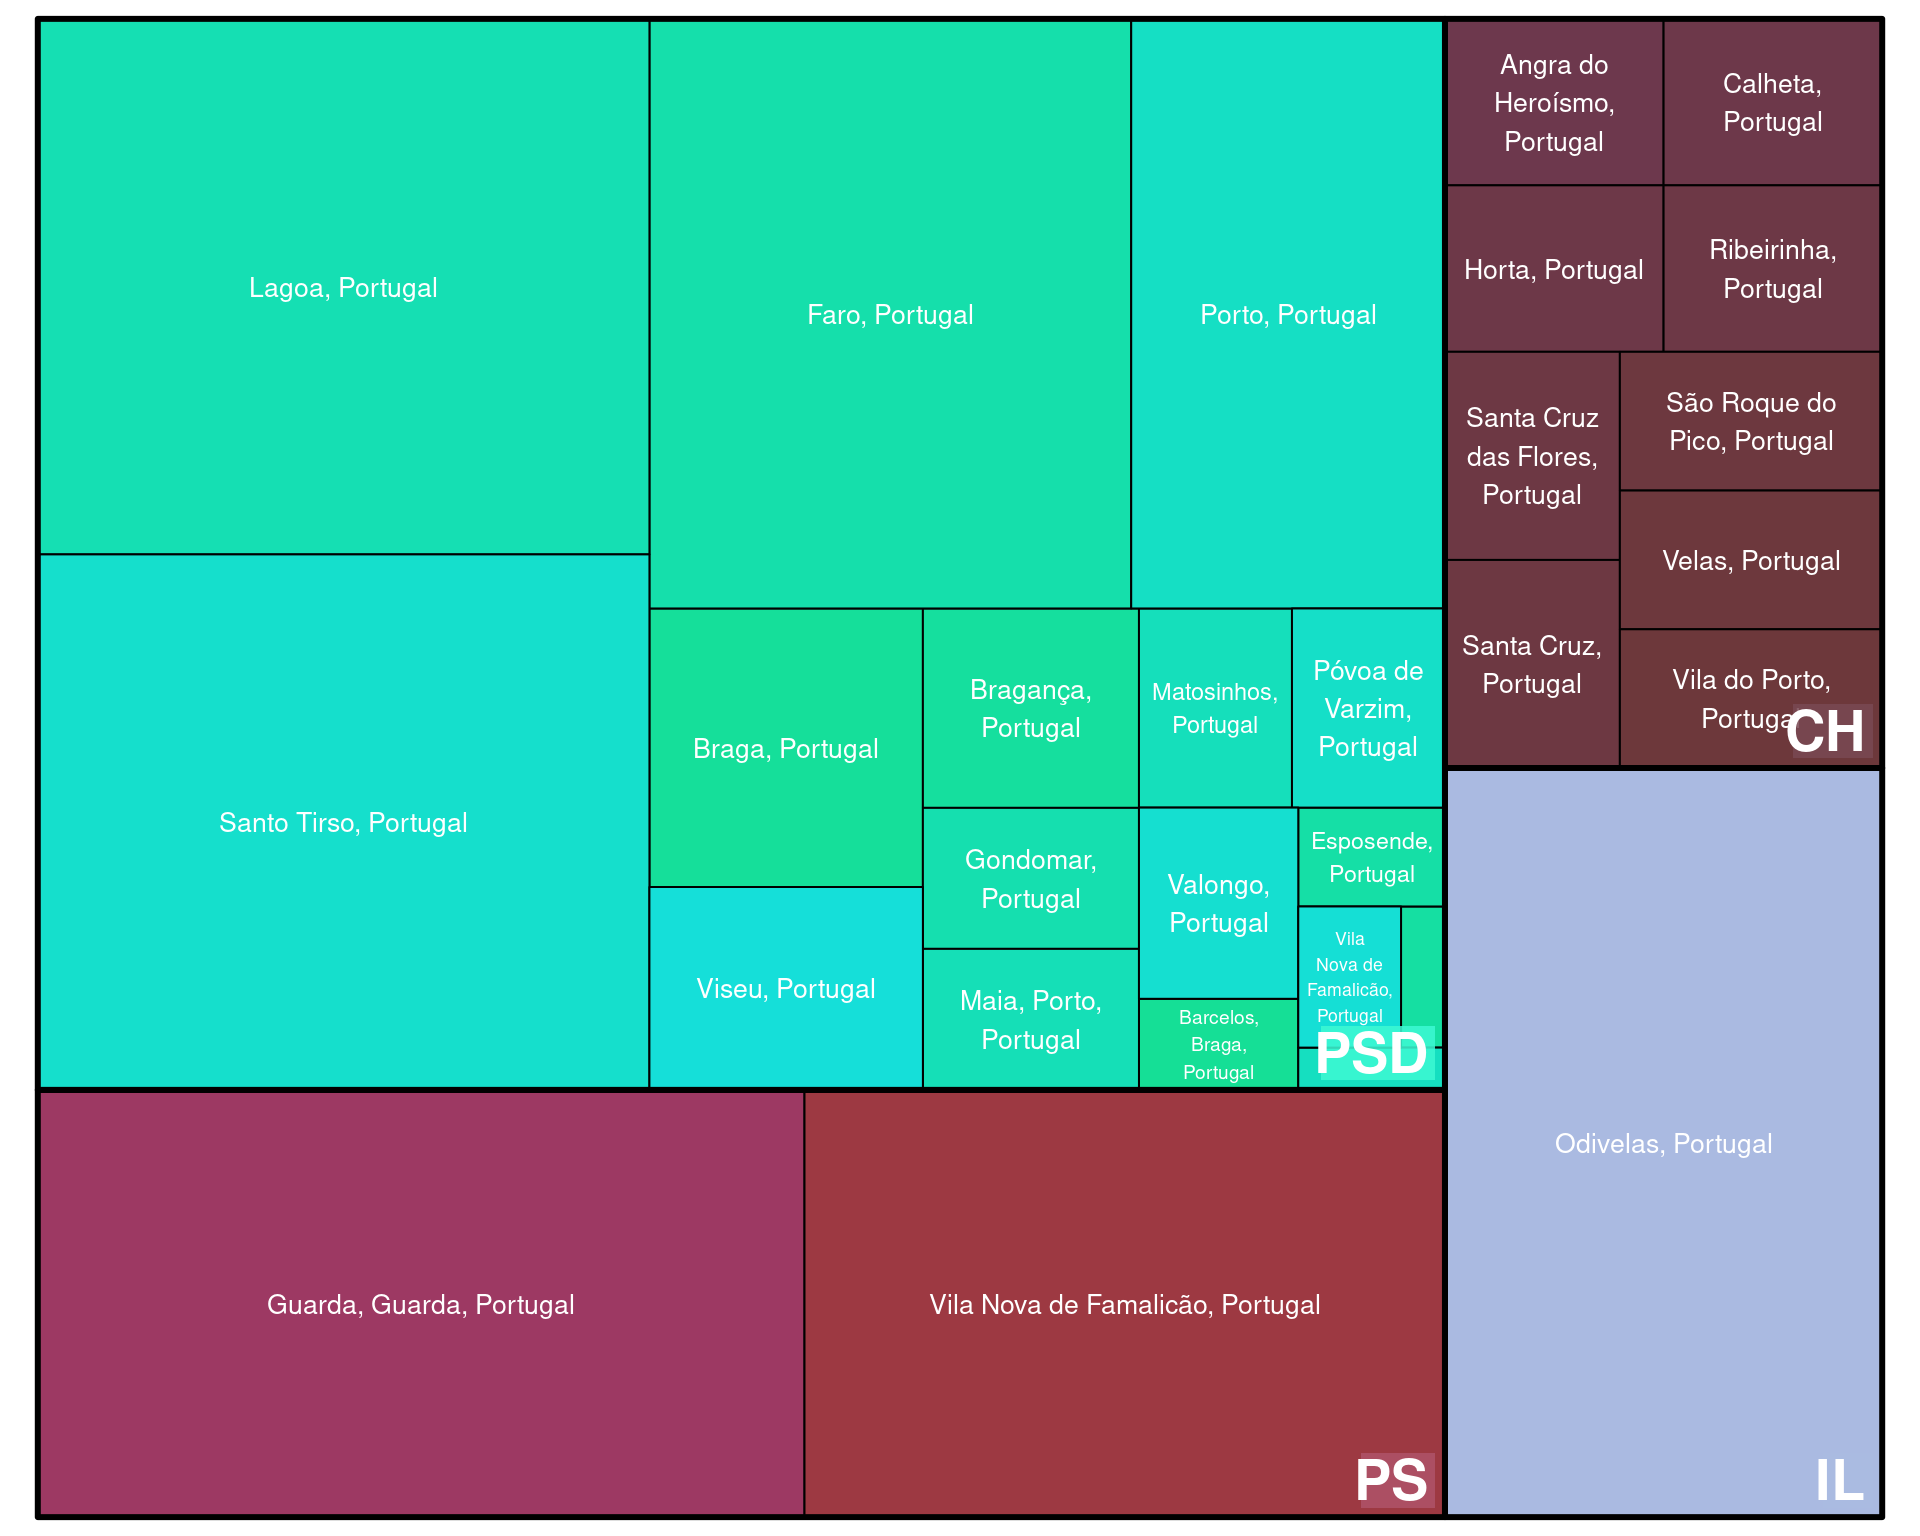 Lagoa, Portugal
Faro, Portugal
Porto, Portugal
Santo Tirso, Portugal
Braga, Portugal
Bragança,
Portugal
Matosinhos,
Portugal
Póvoa de
Varzim,
Portugal
Viseu, Portugal
Gondomar,
Portugal
Maia, Porto,
Portugal
Valongo,
Portugal
Barcelos,
Braga,
Portugal
Esposende,
Portugal
Vila
Nova de
Famalicão,
Portugal
PSD
Angra do
Heroísmo,
Portugal
Calheta,
Portugal
Horta, Portugal
Ribeirinha,
Portugal
Santa Cruz
das Flores,
Portugal
São Roque do
Pico, Portugal
Velas, Portugal
Santa Cruz,
Portugal
Vila do Porto,
Portugal
CH
Guarda, Guarda, Portugal
Vila Nova de Famalicão, Portugal
PS
Odivelas, Portugal
IL